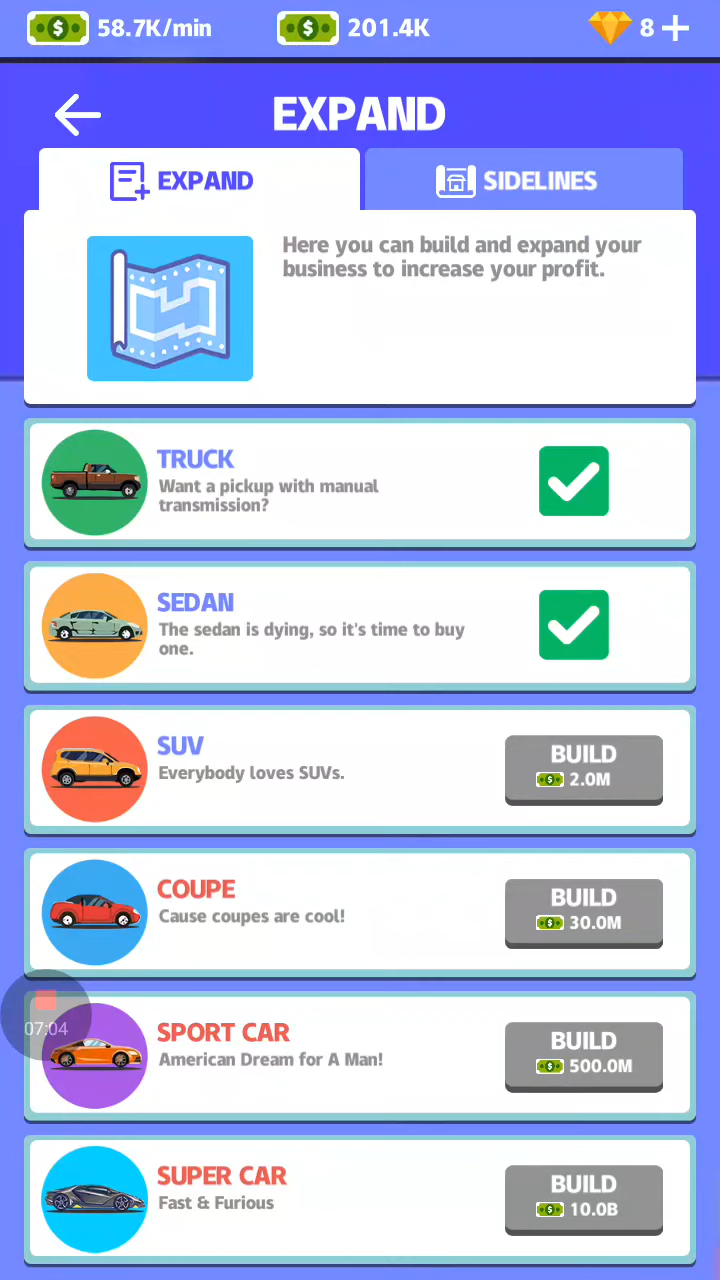 58.7K/min 201.4K 8 +
EXPAND
EXPAND SIDELINES
Here you can build and expand your
business to increase your profit.
TRUCK
Want a pickup with manual
transmission?
SEDAN
The sedan is dying, so it's time to buy
one.
SUV
Everybody loves SUVs.
BUILD
2.0M
COUPE
Cause coupes are cool!
BUILD
30.0M
07:04
SPORT CAR
American Dream for A Man!
BUILD
500.0M
SUPER CAR
Fast & Furious
BUILD
10.0B